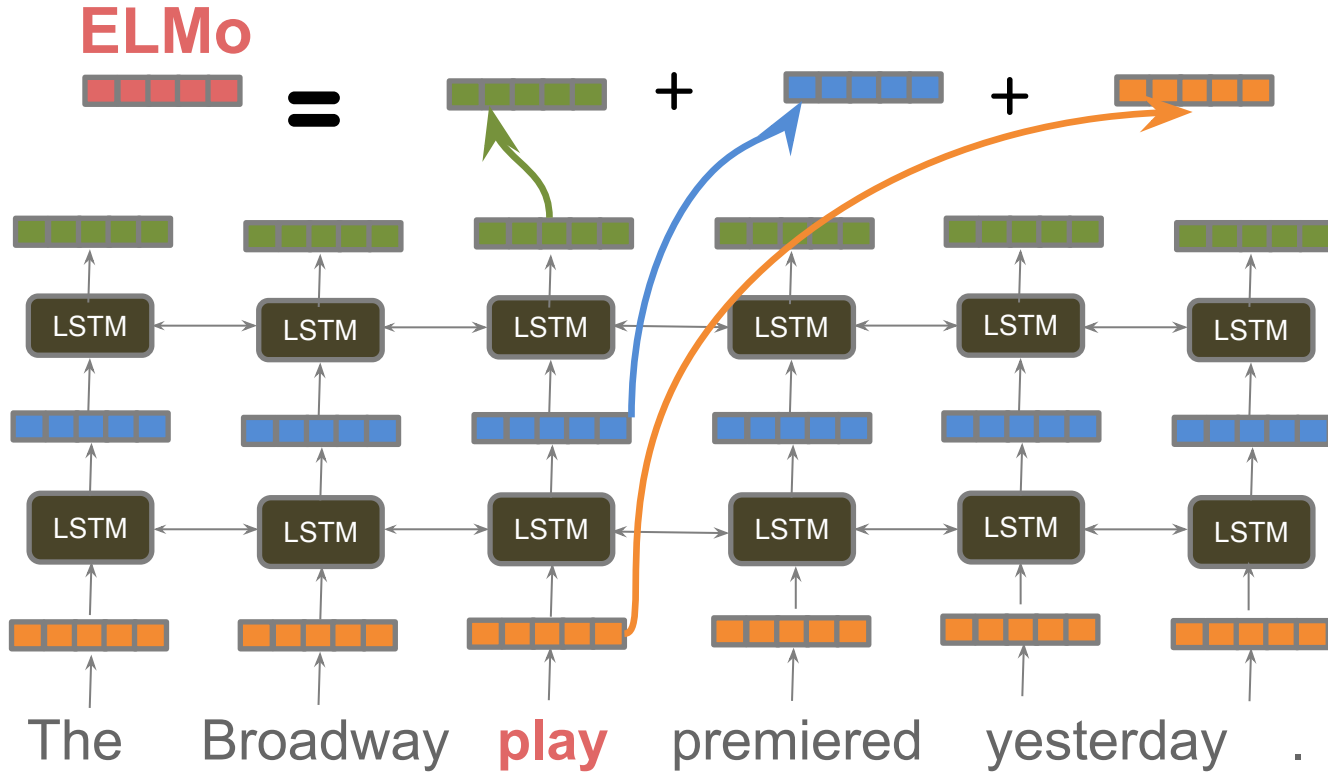 ELMo
= + +
LSTM LSTM LSTM LSTM LSTM LSTM
LSTM LSTM LSTM LSTM LSTM LSTM
The Broadway play premiered yesterday .